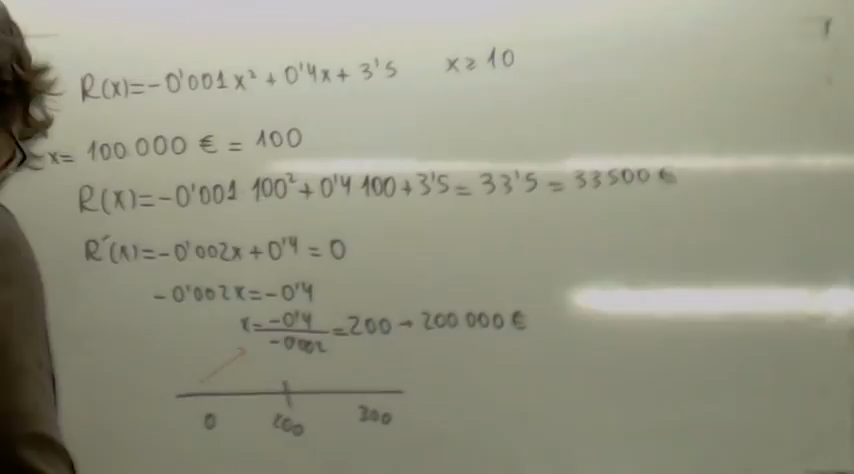 R(x)=-0'001x²+0'4x+3'5 x≥10
x= 100 000 € = 100
R(x)=-0'001 100²+0'4 100+3'5= 33'5 = 33500 €
R´(x)=-0'002x+0'4=0
-0'002x=-0'4
x= -0'4 / -0'002 =200→200 000 €
0 200 300